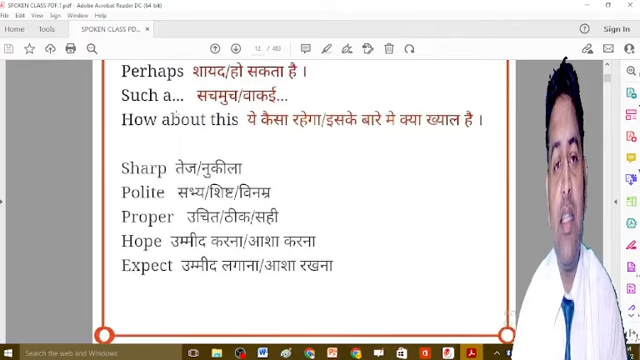 SPOKEN CLASS PDF.1.pdf - Adobe Acrobat Reader DC (32-bit)
File Edit View Sign Window Help
Home Tools SPOKEN CLASS PDF.... × Sign In
12 / 483
Perhaps शायद/हो सकता है ।
Such a... सचमुच/वाकई...
How about this ये कैसा रहेगा/इसके बारे मे क्या ख्याल है ।
Sharp तेज/नुकीला
Polite सभ्य/शिष्ट/विनम्र
Proper उचित/ठीक/सही
Hope उम्मीद करना/आशा करना
Expect उम्मीद लगाना/आशा रखना
Search the web and Windows